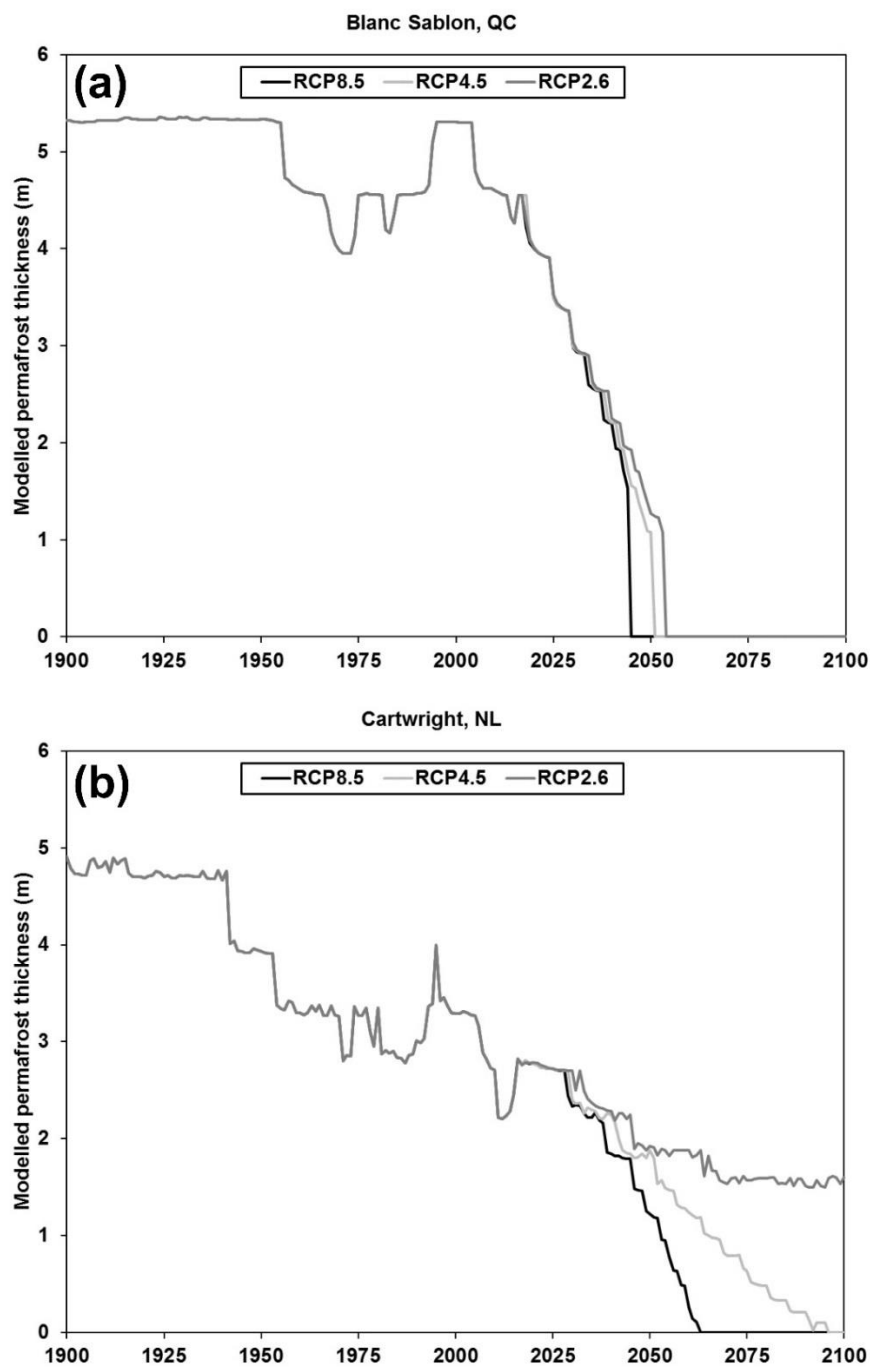 Blanc Sablon, QC
(a)
RCP8.5 RCP4.5 RCP2.6
Modelled permafrost thickness (m)
6
5
4
3
2
1
0
1900 1925 1950 1975 2000 2025 2050 2075 2100
Cartwright, NL
(b)
RCP8.5 RCP4.5 RCP2.6
Modelled permafrost thickness (m)
6
5
4
3
2
1
0
1900 1925 1950 1975 2000 2025 2050 2075 2100